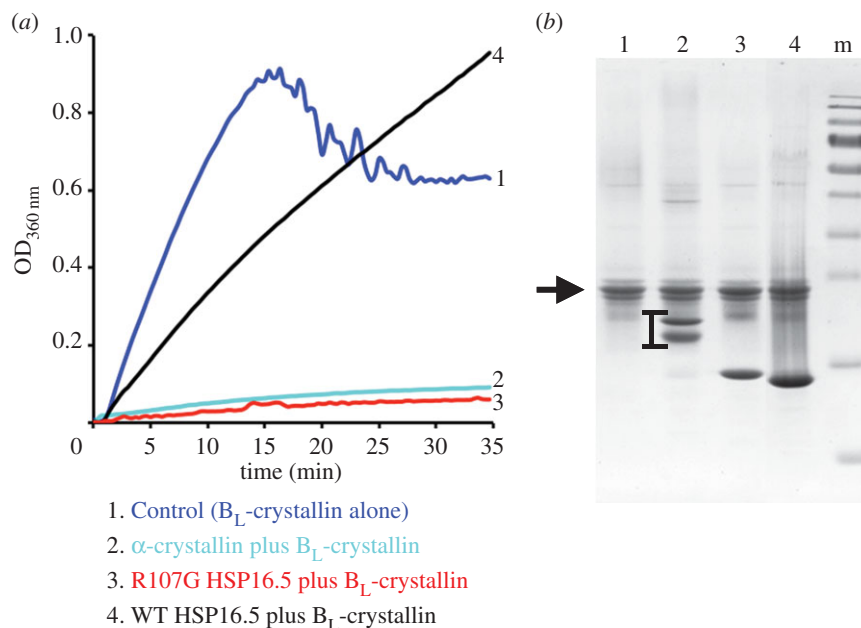 (a)
1.0
0.8
0.6
0.4
0.2
0
5
10
15
20
25
30
35
OD360 nm
time (min)
4
1
2
3
1. Control (BL-crystallin alone)
2. α-crystallin plus BL-crystallin
3. R107G HSP16.5 plus BL-crystallin
4. WT HSP16.5 plus BL-crystallin
(b)
1 2 3 4 m